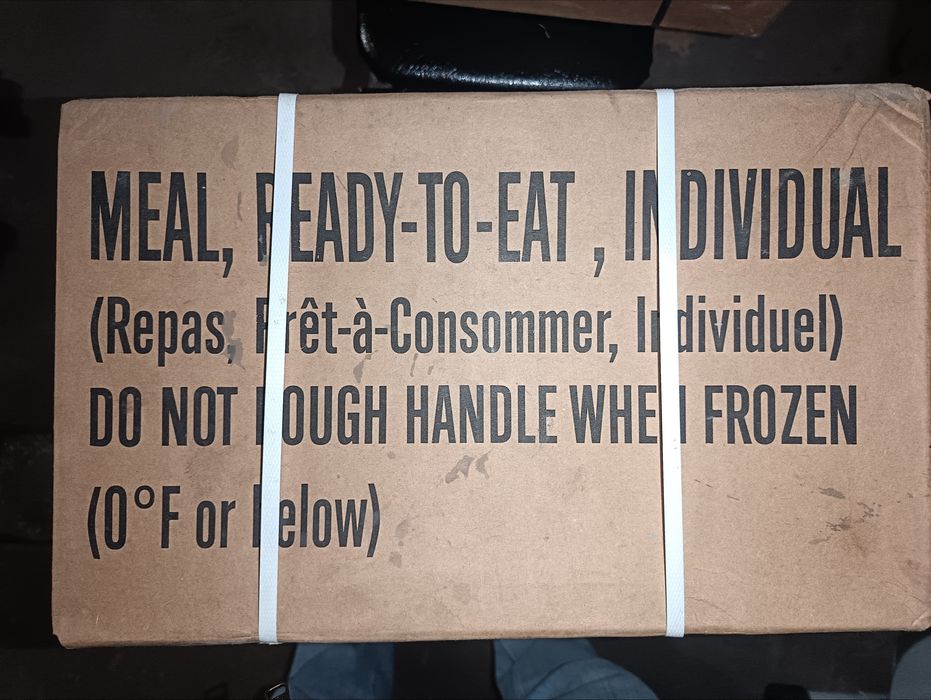 MEAL, READY-TO-EAT , INDIVIDUAL
(Repas, Prêt-à-Consommer, Individuel)
DO NOT ROUGH HANDLE WHEN FROZEN
(0°F or Below)